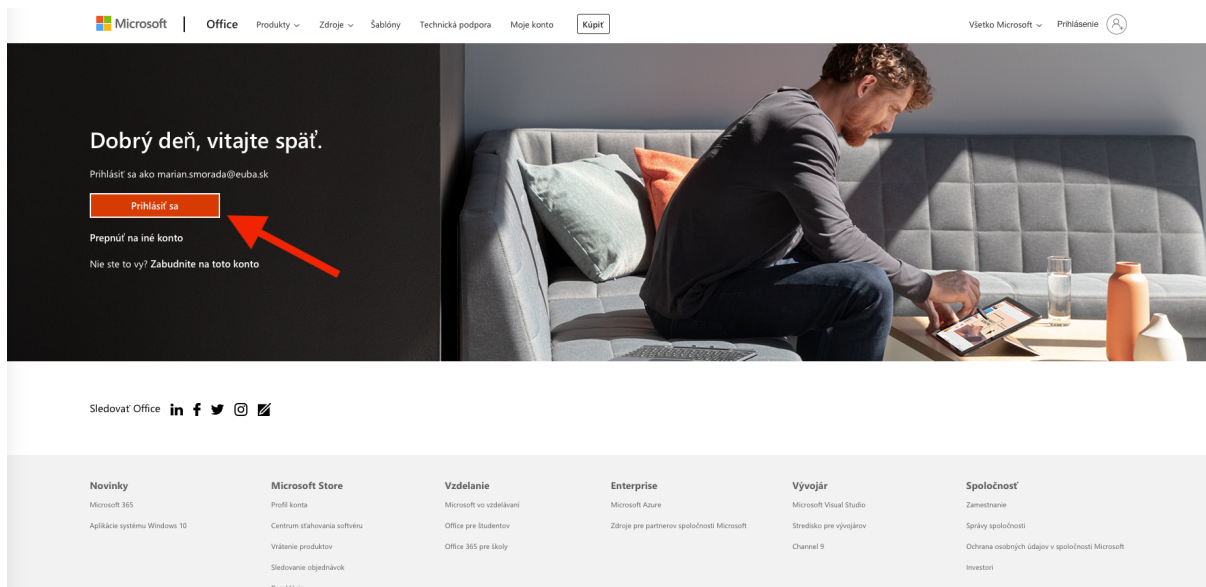 Microsoft Office Produkty Zdroje Šablóny Technická podpora Moje konto Kúpiť Všetko Microsoft Prihlásenie
Dobrý deň, vitajte späť.
Prihlásiť sa ako marian.smorada@euba.sk
Prihlásiť sa
Prepnúť na iné konto
Nie ste to vy? Zabudnite na toto konto
Sledovať Office
Novinky Microsoft Store Vzdelanie Enterprise Vývojár Spoločnosť
Microsoft 365 Profil konta Microsoft vo vzdelávaní Microsoft Azure Microsoft Visual Studio Zamestnanie
Aplikácie systému Windows 10 Centrum sťahovania softvéru Office pre študentov Zdroje pre partnerov spoločnosti Microsoft Stredisko pre vývojárov Správy spoločnosti
Vrátenie produktov Office 365 pre školy Channel 9 Ochrana osobných údajov v spoločnosti Microsoft
Sledovanie objednávok Investori